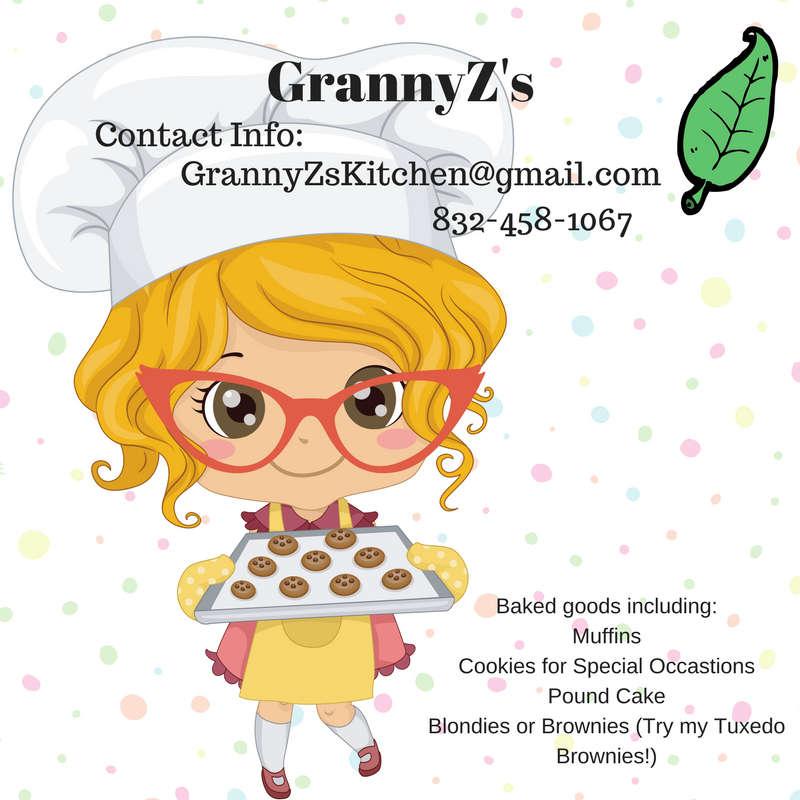 GrannyZ's
Contact Info:
GrannyZsKitchen@gmail.com
832-458-1067
Baked goods including:
Muffins
Cookies for Special Occastions
Pound Cake
Blondies or Brownies (Try my Tuxedo
Brownies!)